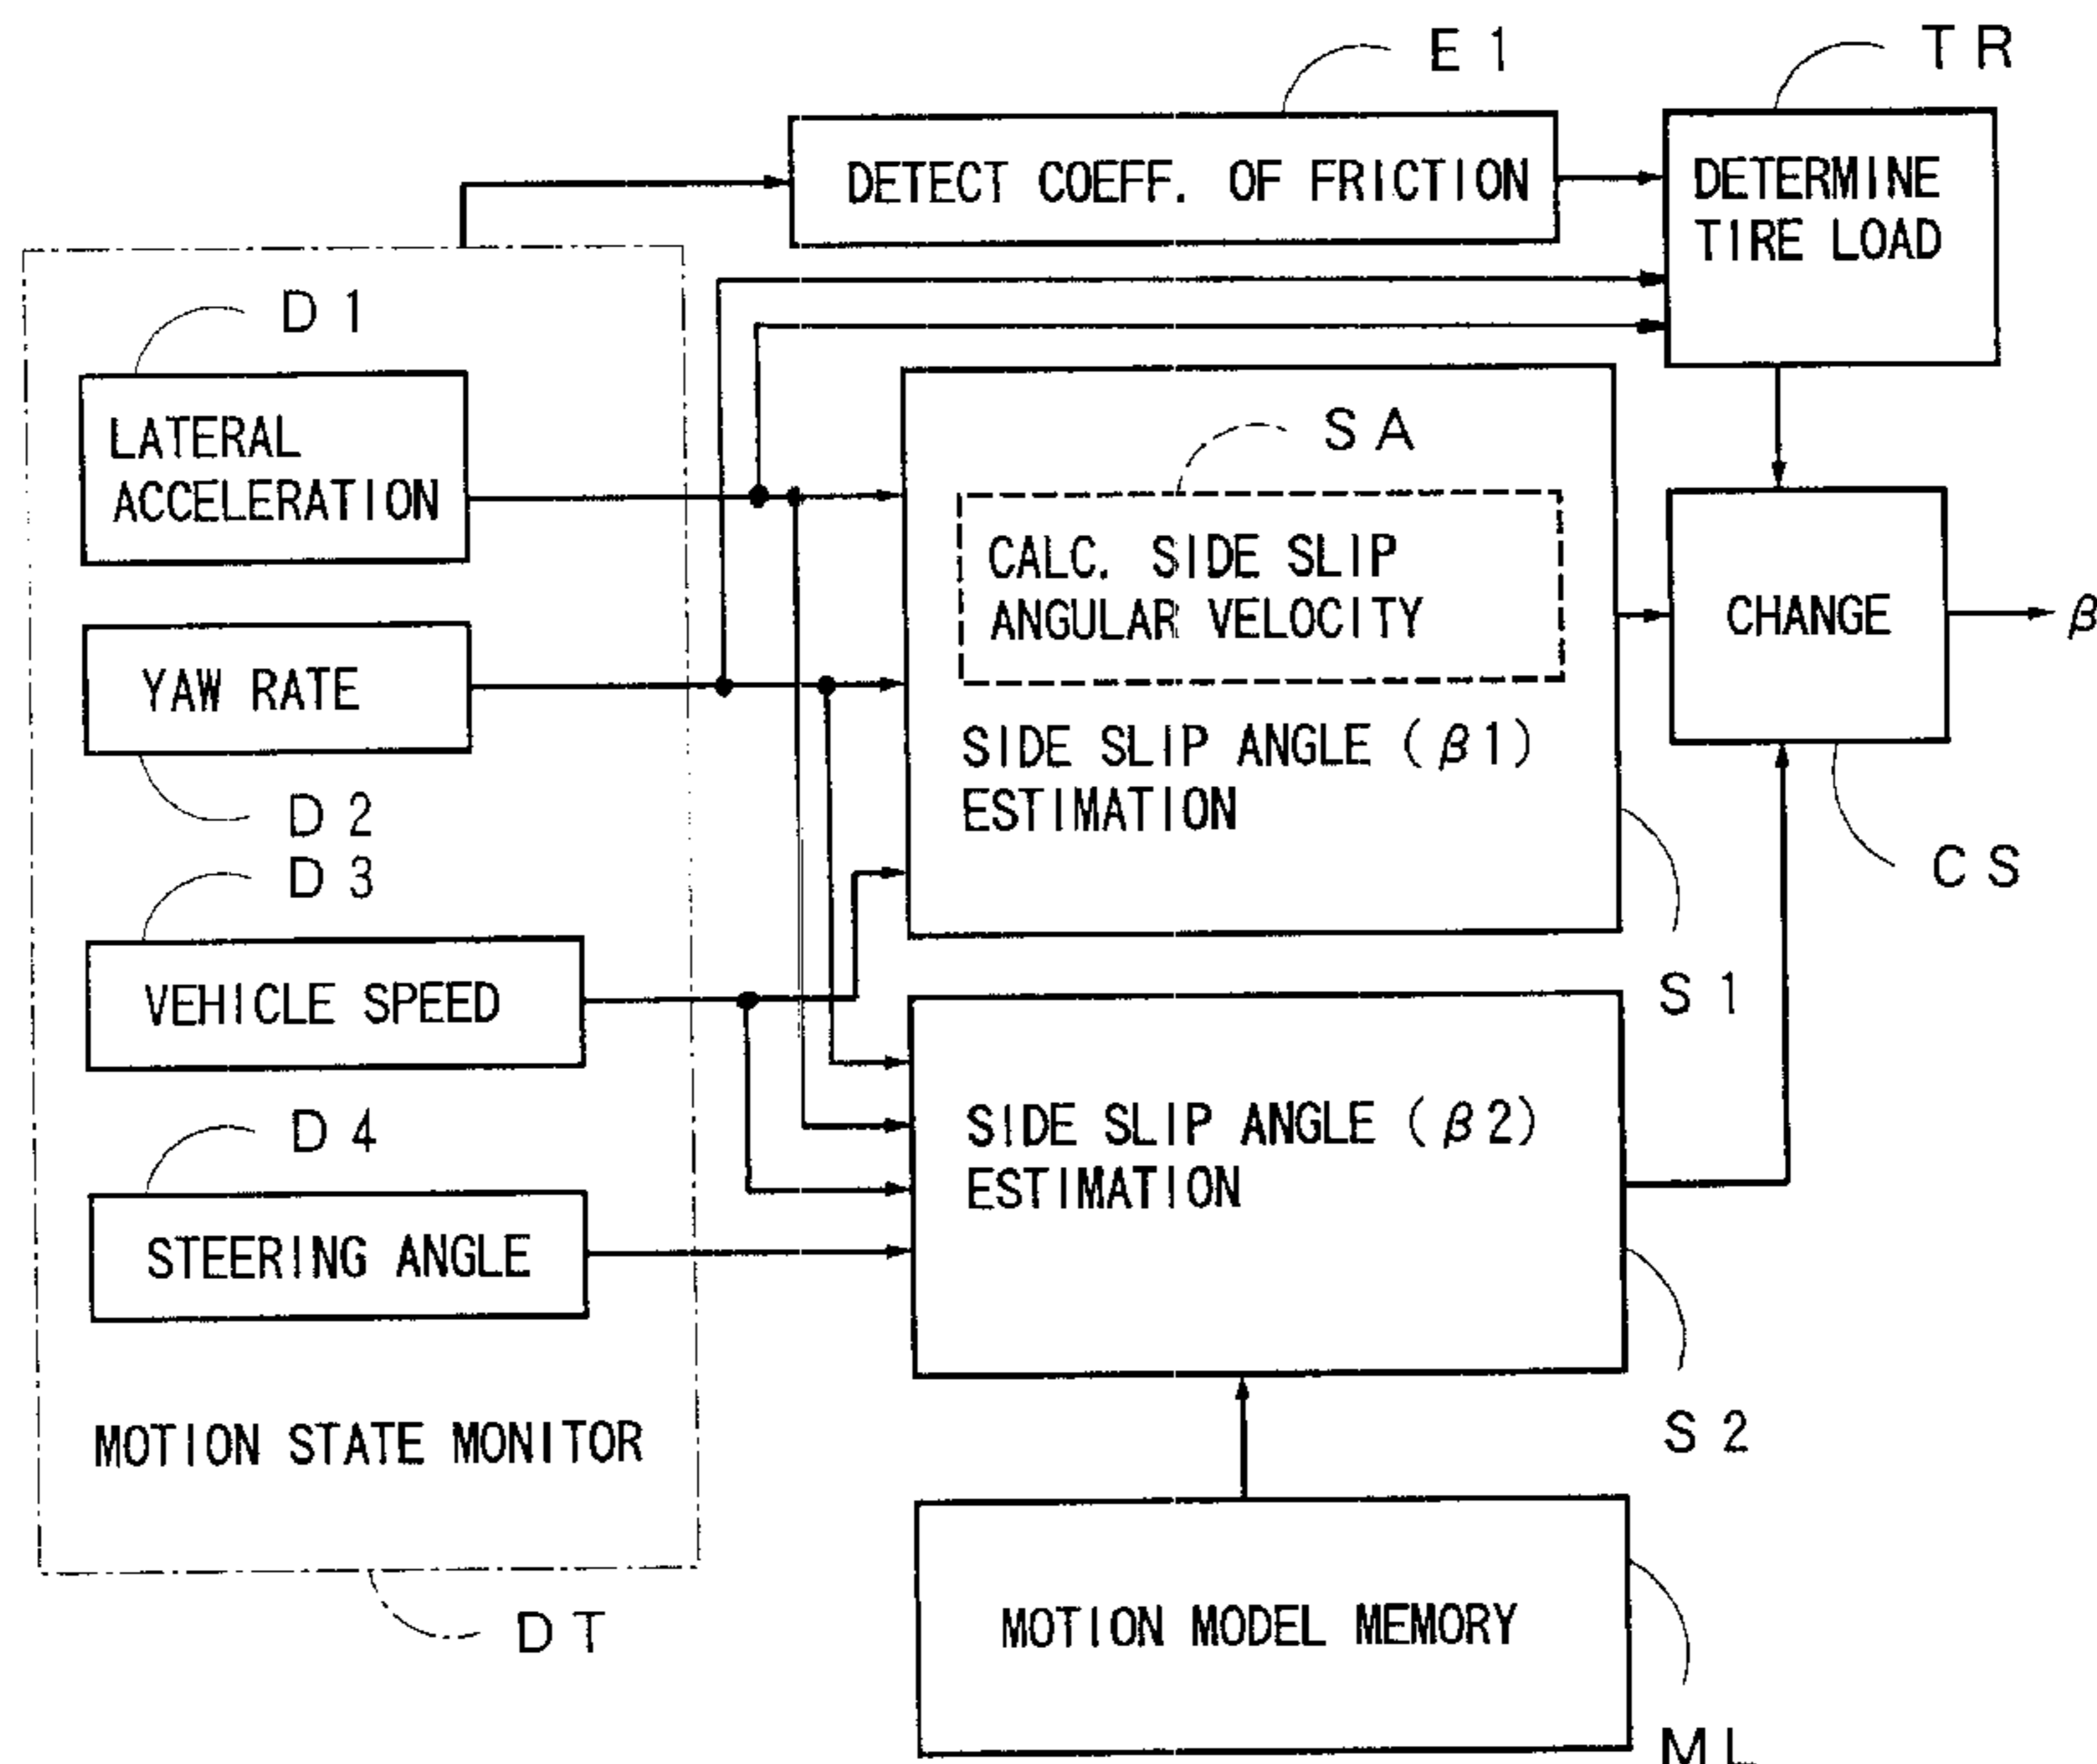 E1
TR
DETECT COEFF. OF FRICTION
DETERMINE
TIRE LOAD
D1
LATERAL
ACCELERATION
SA
CALC. SIDE SLIP
ANGULAR VELOCITY
SIDE SLIP ANGLE (β1)
ESTIMATION
CHANGE
β
YAW RATE
D2
D3
CS
VEHICLE SPEED
S1
D4
SIDE SLIP ANGLE (β2)
ESTIMATION
STEERING ANGLE
MOTION STATE MONITOR
S2
DT
MOTION MODEL MEMORY
ML